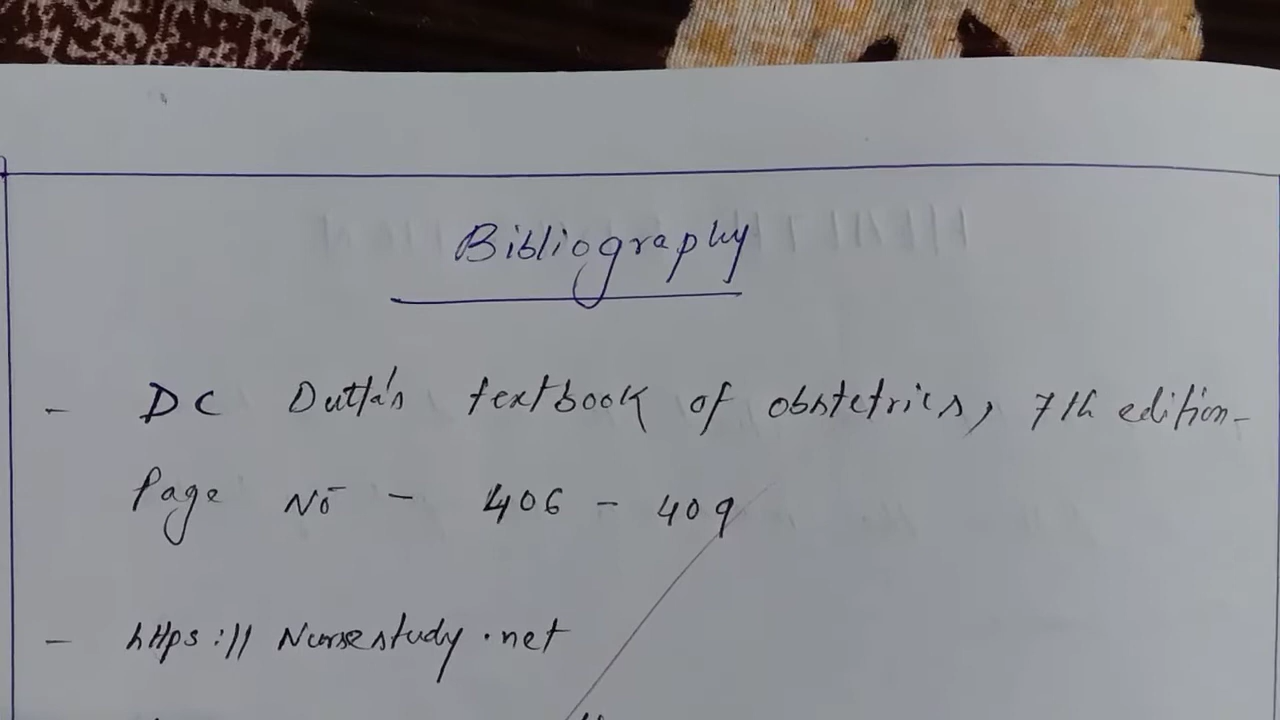 Bibliography
- DC Dutta's textbook of obstetrics, 7th edition-
Page No - 406 - 409
- https:// Nursestudy.net